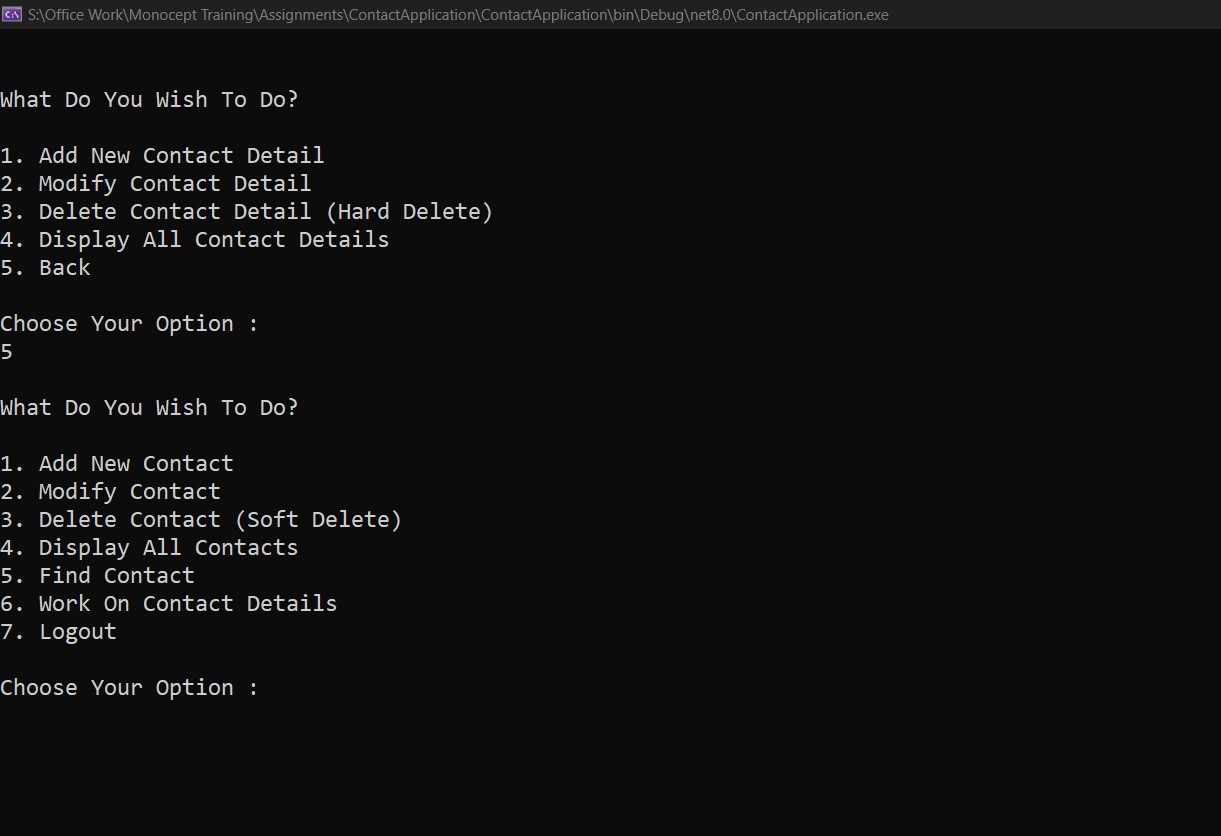 S:\Office Work\Monocept Training\Assignments\ContactApplication\ContactApplication\bin\Debug\net8.0\ContactApplication.exe
What Do You Wish To Do?
1. Add New Contact Detail
2. Modify Contact Detail
3. Delete Contact Detail (Hard Delete)
4. Display All Contact Details
5. Back
Choose Your Option :
5
What Do You Wish To Do?
1. Add New Contact
2. Modify Contact
3. Delete Contact (Soft Delete)
4. Display All Contacts
5. Find Contact
6. Work On Contact Details
7. Logout
Choose Your Option :